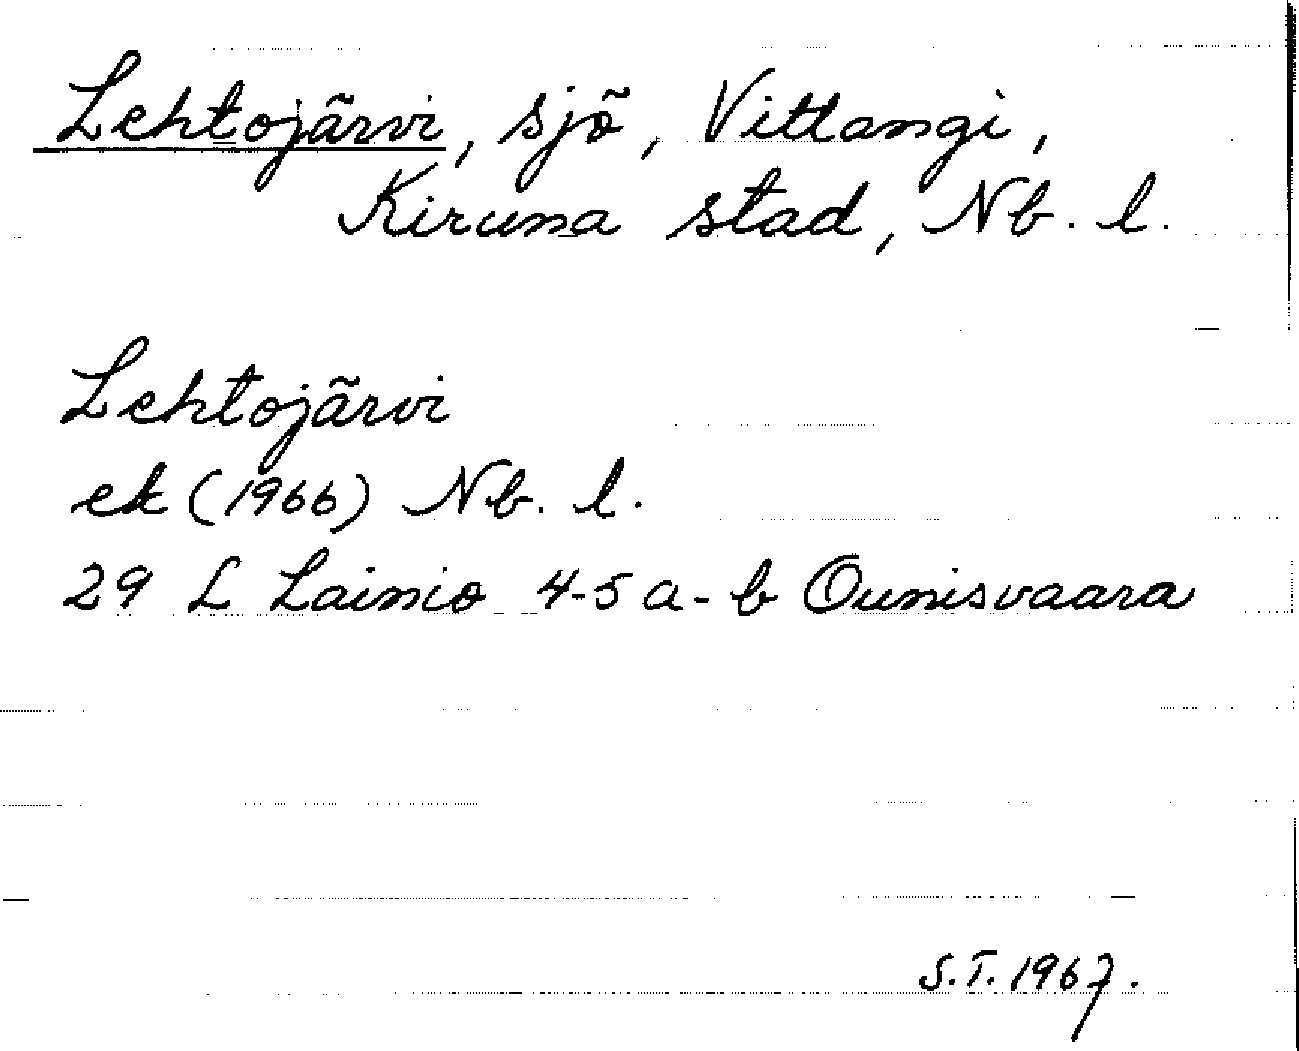 Lehtojärvi, sjö, Vittangi,
Kiruna stad, Nb. l.
Lehtojärvi
ek (1966) Nb. l.
29 L Lainio 4-5 a-b Ounisvaara
S.T. 1967.